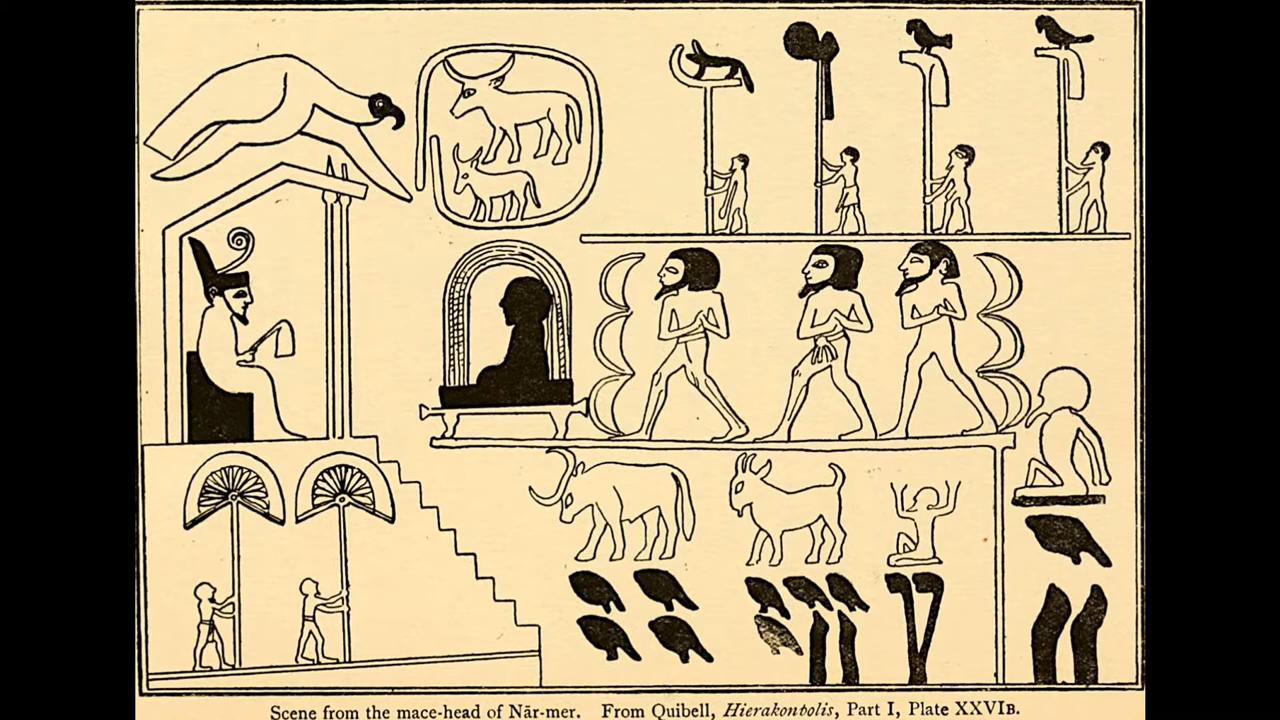 Scene from the mace-head of Nār-mer. From Quibell, Hierakonpolis, Part I, Plate XXVIB.